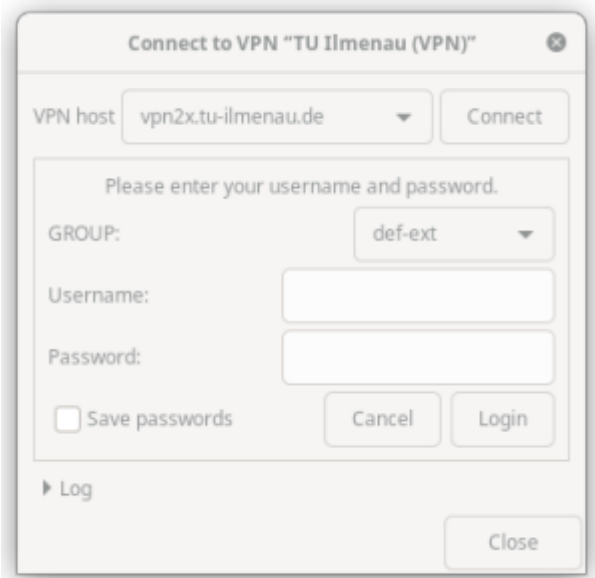 Connect to VPN “TU Ilmenau (VPN)”
VPN host vpn2x.tu-ilmenau.de Connect
Please enter your username and password.
GROUP: def-ext
Username:
Password:
Save passwords Cancel Login
Log
Close